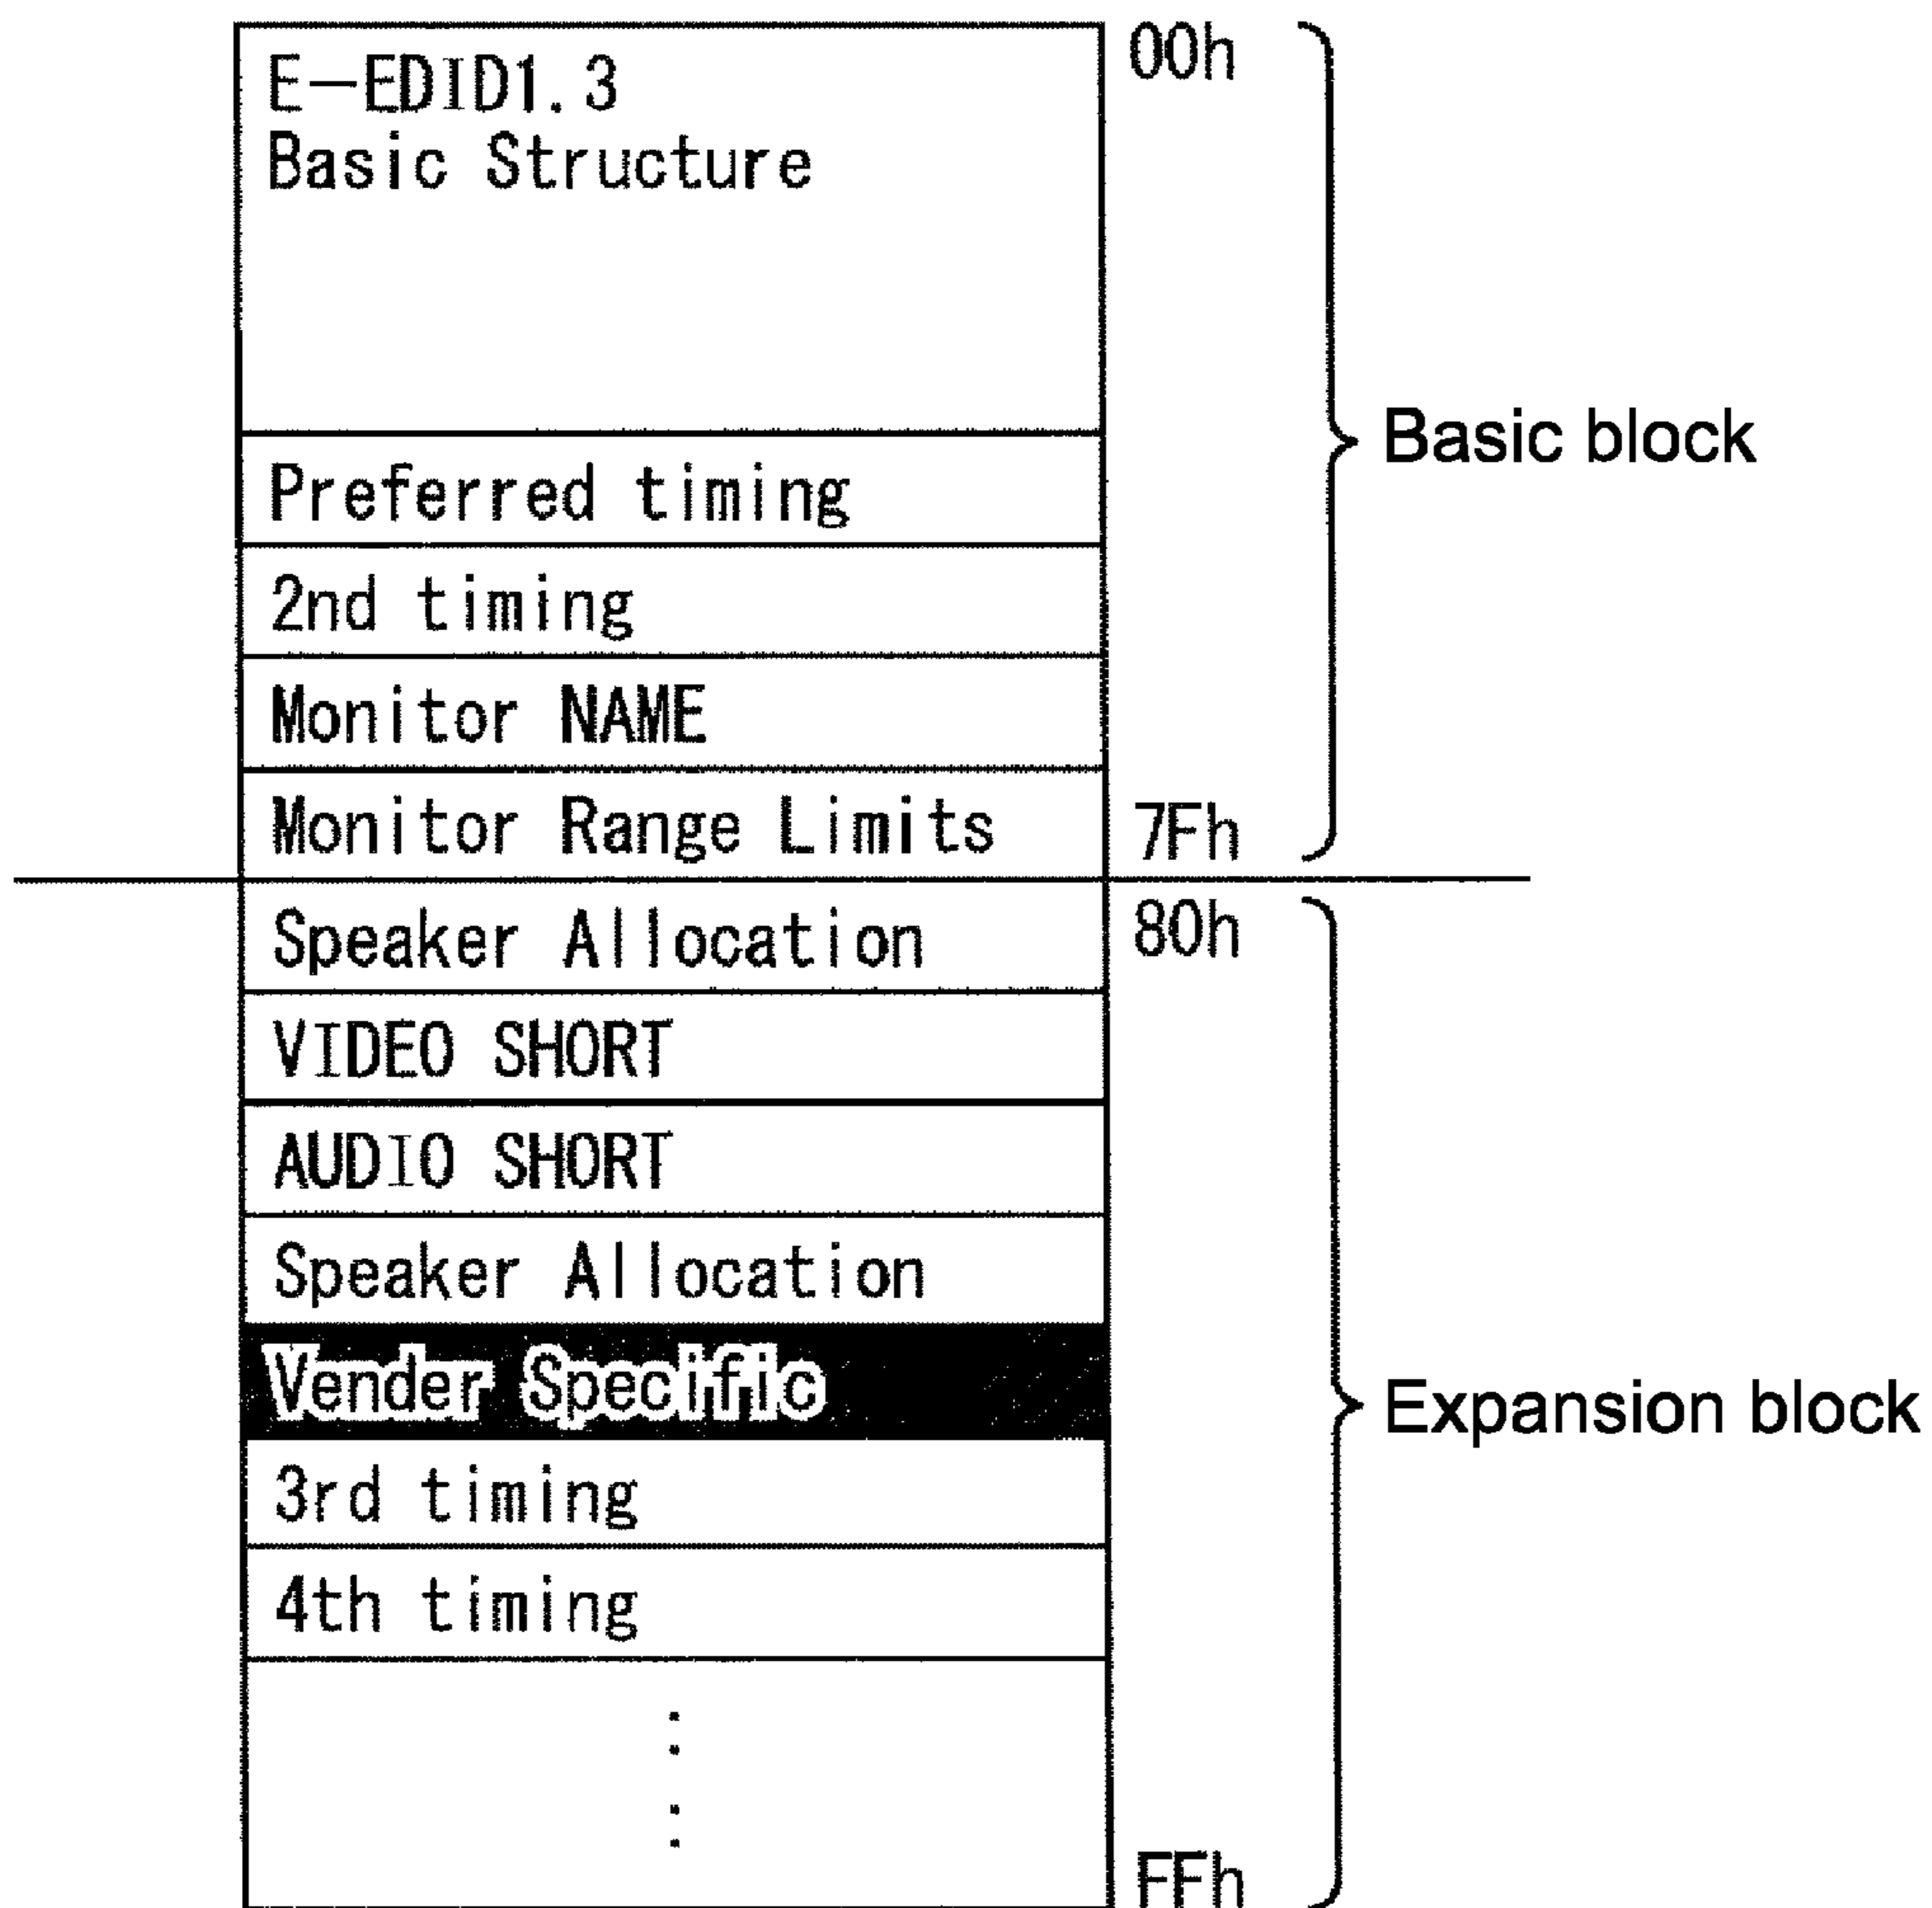 E-EDID1.3
Basic Structure
00h
Basic block
Preferred timing
2nd timing
Monitor NAME
Monitor Range Limits
7Fh
Speaker Allocation
80h
VIDEO SHORT
AUDIO SHORT
Speaker Allocation
Vender Specific
Expansion block
3rd timing
4th timing
FFh